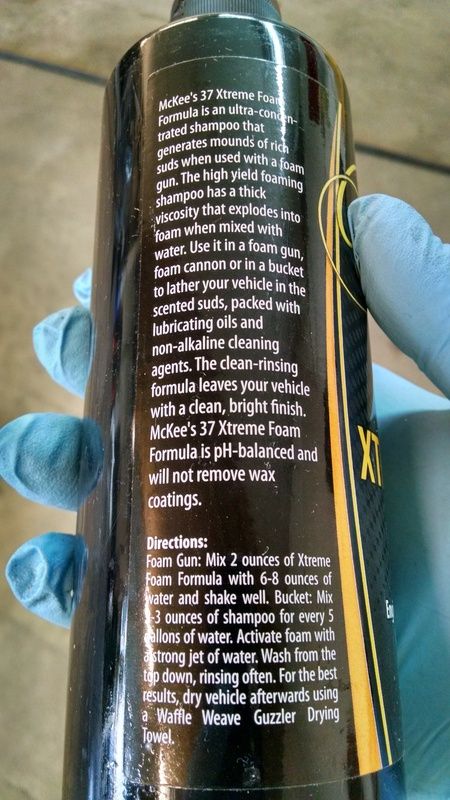 McKee's 37 Xtreme Foam
Formula is an ultra-concen-
trated shampoo that
generates mounds of rich
suds when used with a foam
gun. The high yield foaming
shampoo has a thick
viscosity that explodes into
foam when mixed with
water. Use it in a foam gun,
foam cannon or in a bucket
to lather your vehicle in the
scented suds, packed with
lubricating oils and
non-alkaline cleaning
agents. The clean-rinsing
formula leaves your vehicle
with a clean, bright finish.
McKee's 37 Xtreme Foam
Formula is pH-balanced and
will not remove wax
coatings.
Directions:
Foam Gun: Mix 2 ounces of Xtreme
Foam Formula with 6-8 ounces of
water and shake well. Bucket: Mix
-3 ounces of shampoo for every 5
gallons of water. Activate foam with
a strong jet of water. Wash from the
top down, rinsing often. For the best
results, dry vehicle afterwards using
a Waffle Weave Guzzler Drying
Towel.
XT